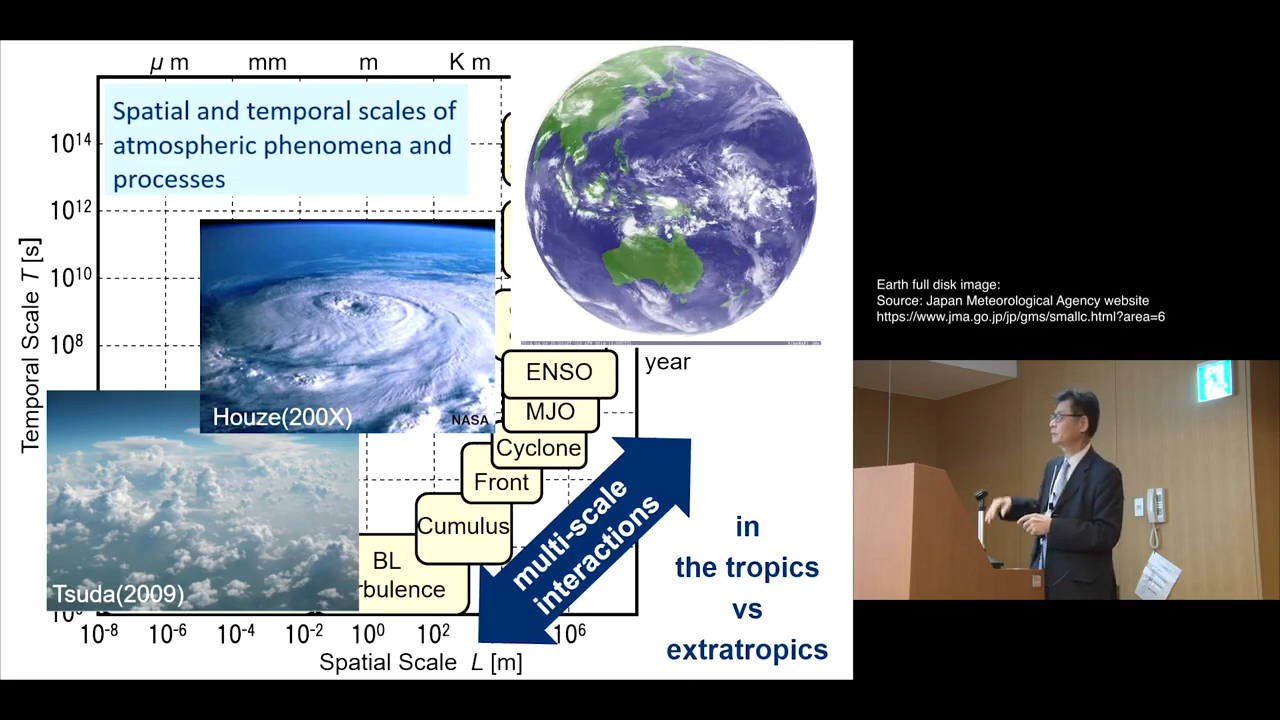 μ m
mm
m
K m
Spatial and temporal scales of
atmospheric phenomena and
processes
10^14
10^12
10^10
10^8
Temporal Scale T [s]
Houze(200X)
NASA
Tsuda(2009)
year
ENSO
MJO
Cyclone
Front
Cumulus
BL
rbulence
multi-scale
interactions
in
the tropics
vs
extratropics
10^-8
10^-6
10^-4
10^-2
10^0
10^2
10^6
Spatial Scale L [m]
Earth full disk image:
Source: Japan Meteorological Agency website
https://www.jma.go.jp/jp/gms/smallc.html?area=6